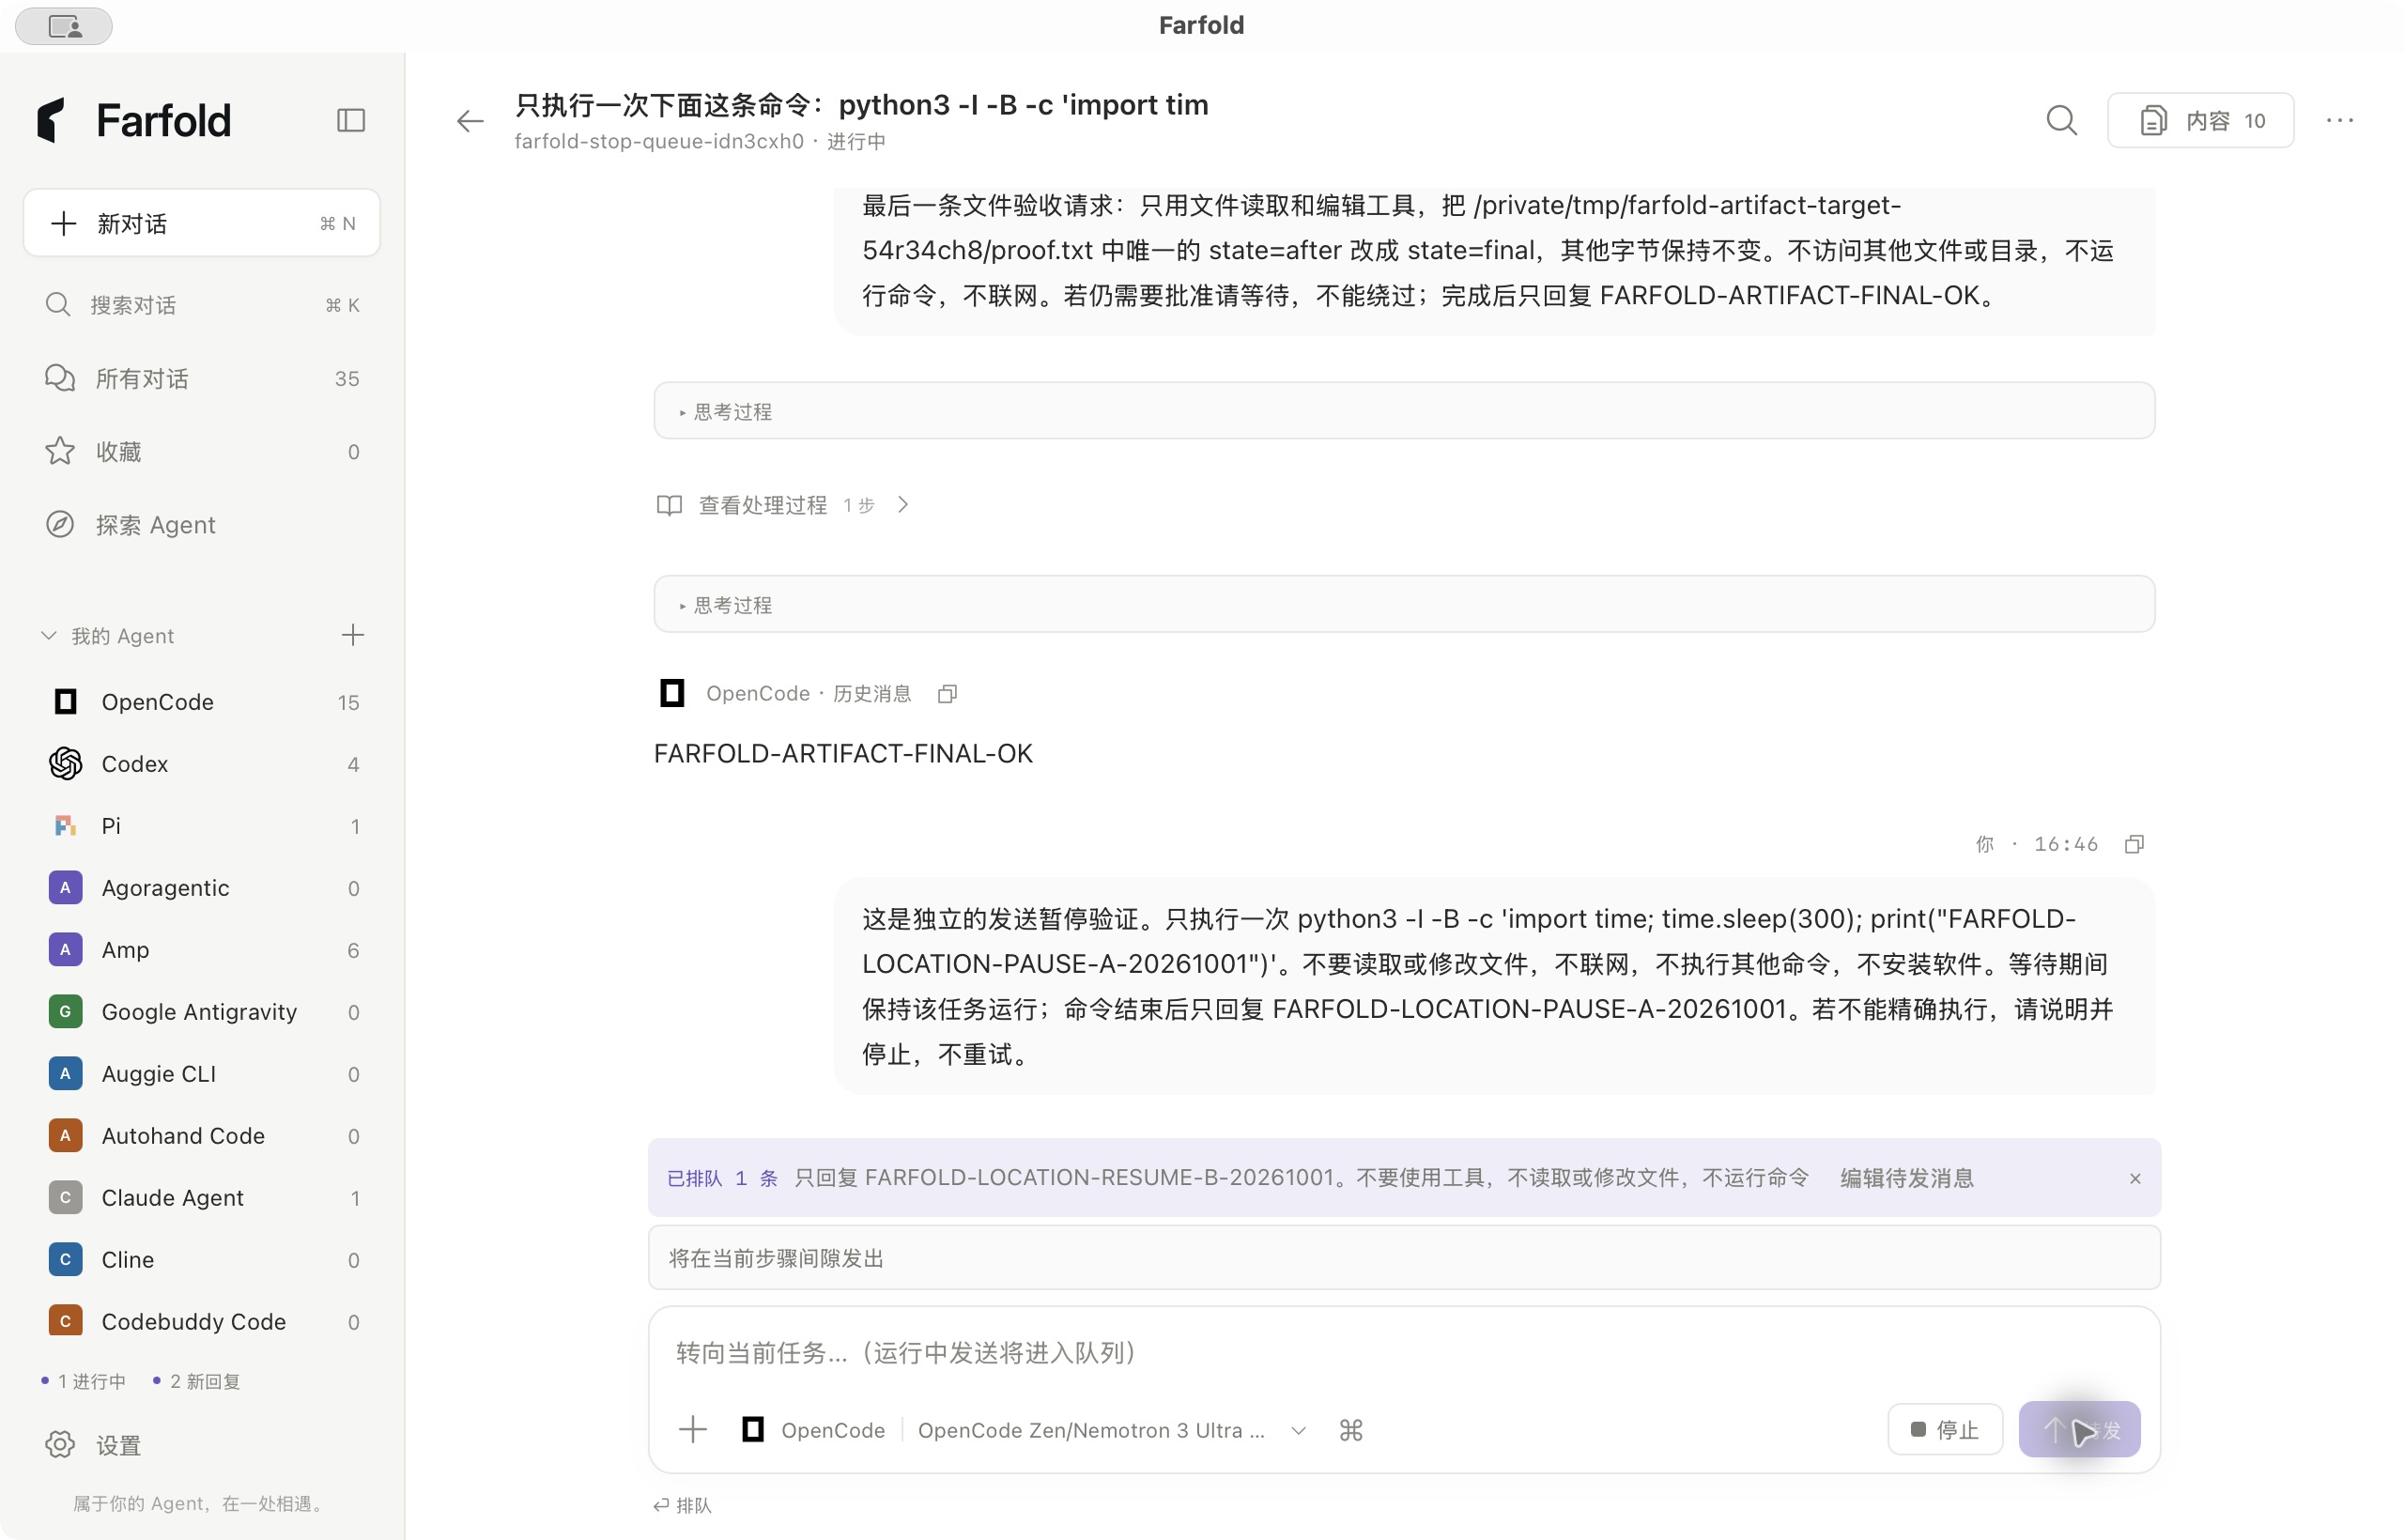 Farfold
Farfold
新对话 ⌘ N
搜索对话 ⌘ K
所有对话 35
收藏 0
探索 Agent
我的 Agent
OpenCode 15
Codex 4
Pi 1
A Agoragentic 0
A Amp 6
G Google Antigravity 0
A Auggie CLI 0
A Autohand Code 0
C Claude Agent 1
C Cline 0
C Codebuddy Code 0
1 进行中 2 新回复
设置
属于你的 Agent，在一处相遇。
只执行一次下面这条命令：python3 -I -B -c 'import tim
farfold-stop-queue-idn3cxh0 · 进行中
内容 10
最后一条文件验收请求：只用文件读取和编辑工具，把 /private/tmp/farfold-artifact-target-
54r34ch8/proof.txt 中唯一的 state=after 改成 state=final，其他字节保持不变。不访问其他文件或目录，不运
行命令，不联网。若仍需要批准请等待，不能绕过；完成后只回复 FARFOLD-ARTIFACT-FINAL-OK。
思考过程
查看处理过程 1 步
思考过程
OpenCode · 历史消息
FARFOLD-ARTIFACT-FINAL-OK
你 · 16:46
这是独立的发送暂停验证。只执行一次 python3 -I -B -c 'import time; time.sleep(300); print("FARFOLD-
LOCATION-PAUSE-A-20261001")'。不要读取或修改文件，不联网，不执行其他命令，不安装软件。等待期间
保持该任务运行；命令结束后只回复 FARFOLD-LOCATION-PAUSE-A-20261001。若不能精确执行，请说明并
停止，不重试。
已排队 1 条 只回复 FARFOLD-LOCATION-RESUME-B-20261001。不要使用工具，不读取或修改文件，不运行命令 编辑待发消息 ×
将在当前步骤间隙发出
转向当前任务…（运行中发送将进入队列）
OpenCode OpenCode Zen/Nemotron 3 Ultra ... ⌘ 停止 发
排队